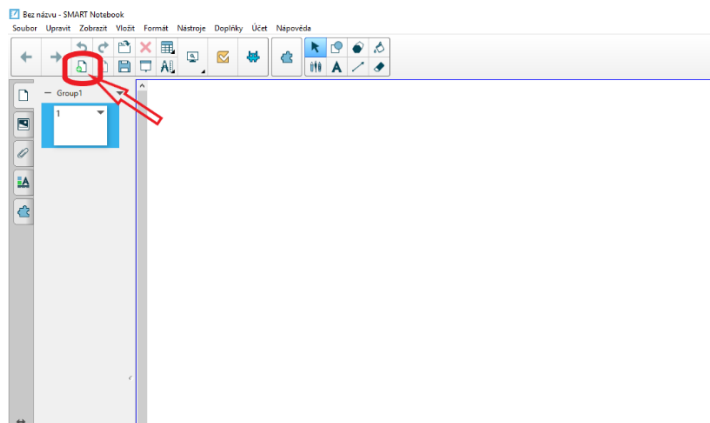 Bez názvu - SMART Notebook
Soubor Upravit Zobrazit Vložit Formát Nástroje Doplňky Účet Nápověda
Group1
1